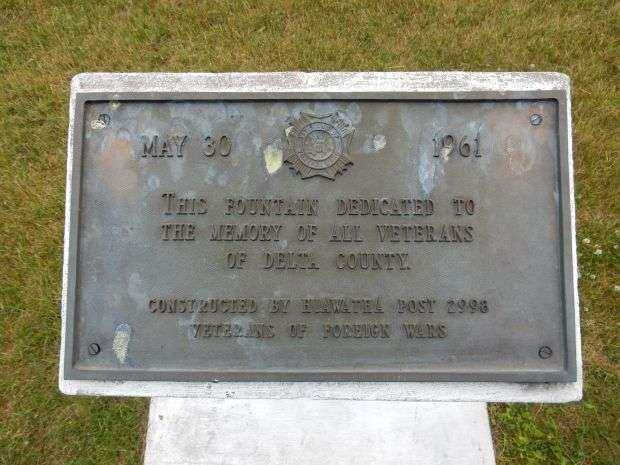 MAY 30 1961
THIS FOUNTAIN DEDICATED TO
THE MEMORY OF ALL VETERANS
OF DELTA COUNTY.
CONSTRUCTED BY HIAWATHA POST 2998
VETERANS OF FOREIGN WARS